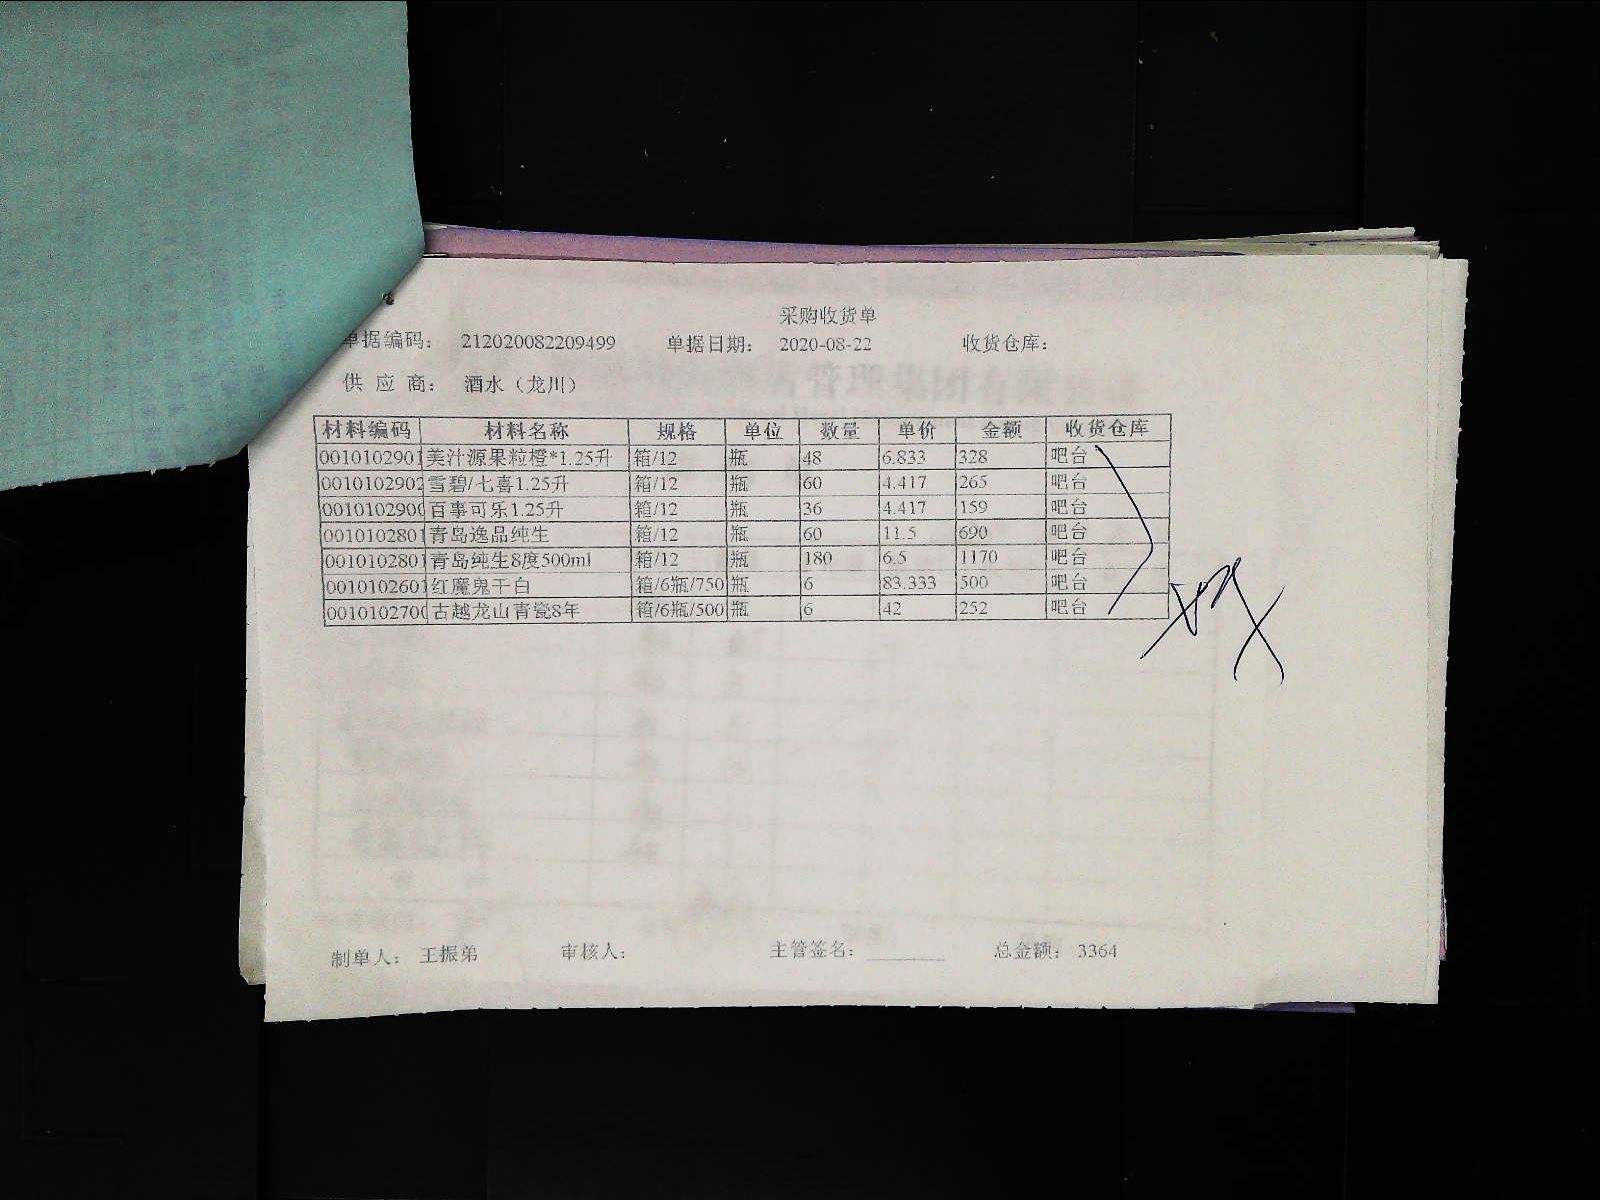 采购收货单
单据编码： 212020082209499 单据日期： 2020-08-22 收货仓库：
供 应 商： 酒水（龙川）
材料编码 材料名称 规格 单位 数量 单价 金额 收货仓库
0010102901 美汁源果粒橙*1.25升 箱/12 瓶 48 6.833 328 吧台
0010102902 雪碧/七喜1.25升 箱/12 瓶 60 4.417 265 吧台
0010102900 百事可乐1.25升 箱/12 瓶 36 4.417 159 吧台
0010102801 青岛逸品纯生 箱/12 瓶 60 11.5 690 吧台
0010102801 青岛纯生8度500ml 箱/12 瓶 180 6.5 1170 吧台
0010102601 红魔鬼干白 箱/6瓶/750 瓶 6 83.333 500 吧台
0010102700 古越龙山青瓷8年 箱/6瓶/500 瓶 6 42 252 吧台
制单人： 王振弟 审核人： 主管签名： 总金额： 3364